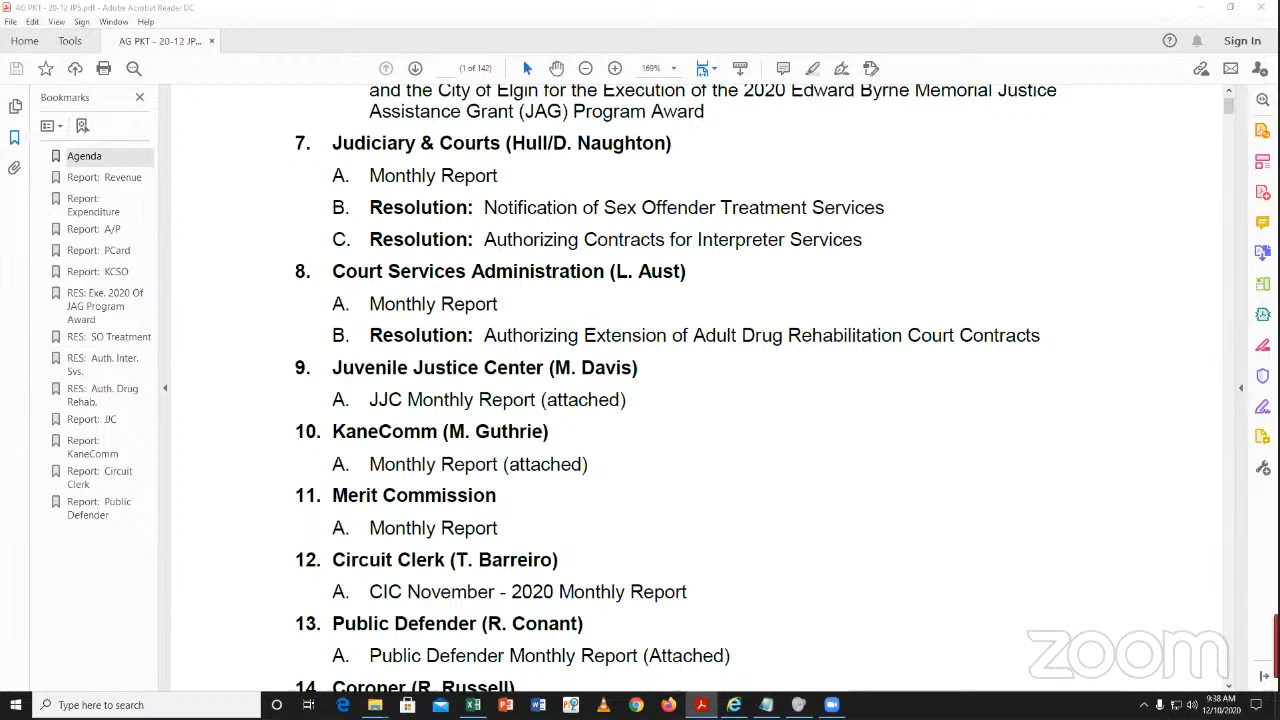 AG PKT - 20-12 JPS.pdf - Adobe Acrobat Reader DC
File Edit View Sign Window Help
Home Tools AG PKT - 20-12 JP... × Sign In
(1 of 142) 169%
Bookmarks
Agenda
Report: Revenue
Report:
Expenditure
Report: A/P
Report: PCard
Report: KCSO
RES: Exe. 2020 Of
JAG Program
Award
RES: SO Treatment
RES: Auth. Inter.
Svs.
RES: Auth. Drug
Rehab.
Report: JJC
Report:
KaneComm
Report: Circuit
Clerk
Report: Public
Defender
and the City of Elgin for the Execution of the 2020 Edward Byrne Memorial Justice
Assistance Grant (JAG) Program Award
7. Judiciary & Courts (Hull/D. Naughton)
A. Monthly Report
B. Resolution: Notification of Sex Offender Treatment Services
C. Resolution: Authorizing Contracts for Interpreter Services
8. Court Services Administration (L. Aust)
A. Monthly Report
B. Resolution: Authorizing Extension of Adult Drug Rehabilitation Court Contracts
9. Juvenile Justice Center (M. Davis)
A. JJC Monthly Report (attached)
10. KaneComm (M. Guthrie)
A. Monthly Report (attached)
11. Merit Commission
A. Monthly Report
12. Circuit Clerk (T. Barreiro)
A. CIC November - 2020 Monthly Report
13. Public Defender (R. Conant)
A. Public Defender Monthly Report (Attached)
14. Coroner (R. Russell)
zoom
Type here to search
9:38 AM
12/10/2020